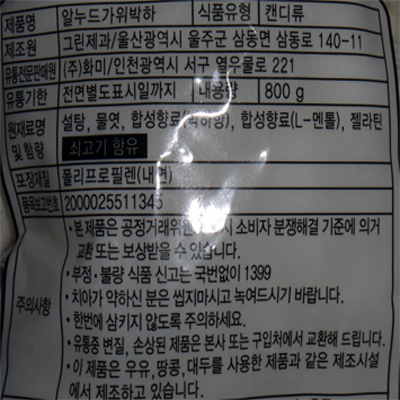 제품명 알누드가위박하 식품유형 캔디류
제조원 그린제과/울산광역시 울주군 삼동면 삼동로 140-11
유통전문판매원 (주)화미/인천광역시 서구 염우물로 221
유통기한 전면별도표시일까지 내용량 800 g
원재료명 및 함량 설탕, 물엿, 합성향료(박하향), 합성향료(L-멘톨), 젤라틴
쇠고기 함유
포장재질 폴리프로필렌(내면)
품목보고번호 2000025511345
주의사항
·본 제품은 공정거래위원회 소비자 분쟁해결 기준에 의거
교환 또는 보상받을 수 있습니다.
·부정·불량 식품 신고는 국번없이 1399
·치아가 약하신 분은 씹지마시고 녹여드시기 바랍니다.
·한번에 삼키지 않도록 주의하세요.
·유통중 변질, 손상된 제품은 본사 또는 구입처에서 교환해 드립니다.
·이 제품은 우유, 땅콩, 대두를 사용한 제품과 같은 제조시설
에서 제조하고 있습니다.